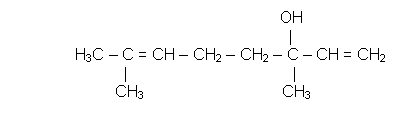 OH
H₃C – C = CH – CH₂ – CH₂ – C – CH = CH₂
CH₃ CH₃